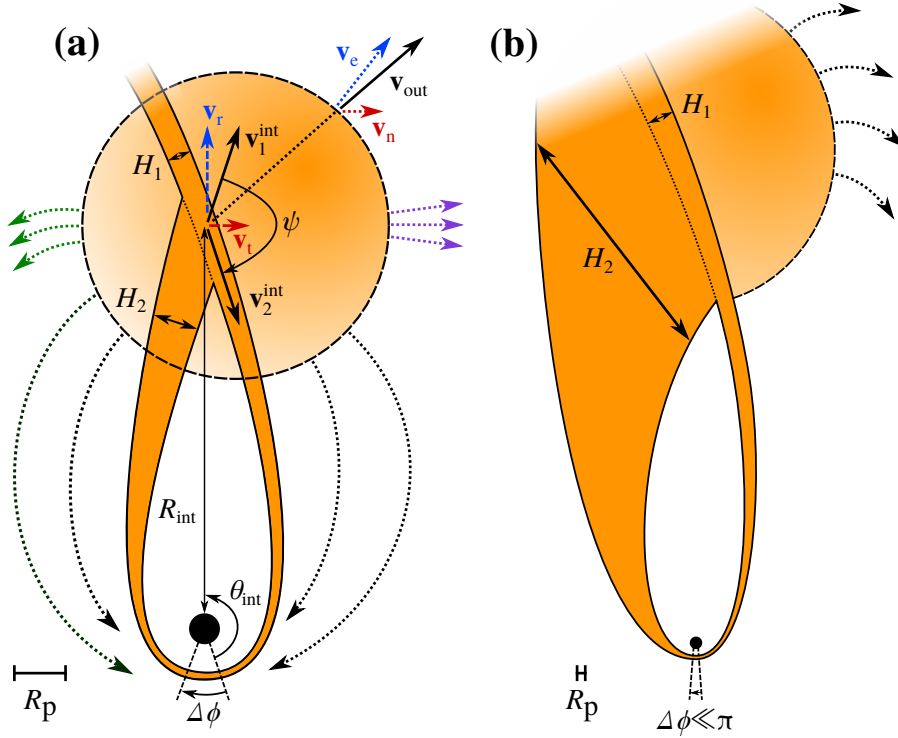 (a)
(b)
v_e
v_out
v_r
v_1^int
v_n
H_1
H_1
ψ
v_t
H_2
v_2^int
H_2
R_int
θ_int
R_p
Δϕ
R_p
Δϕ≪π